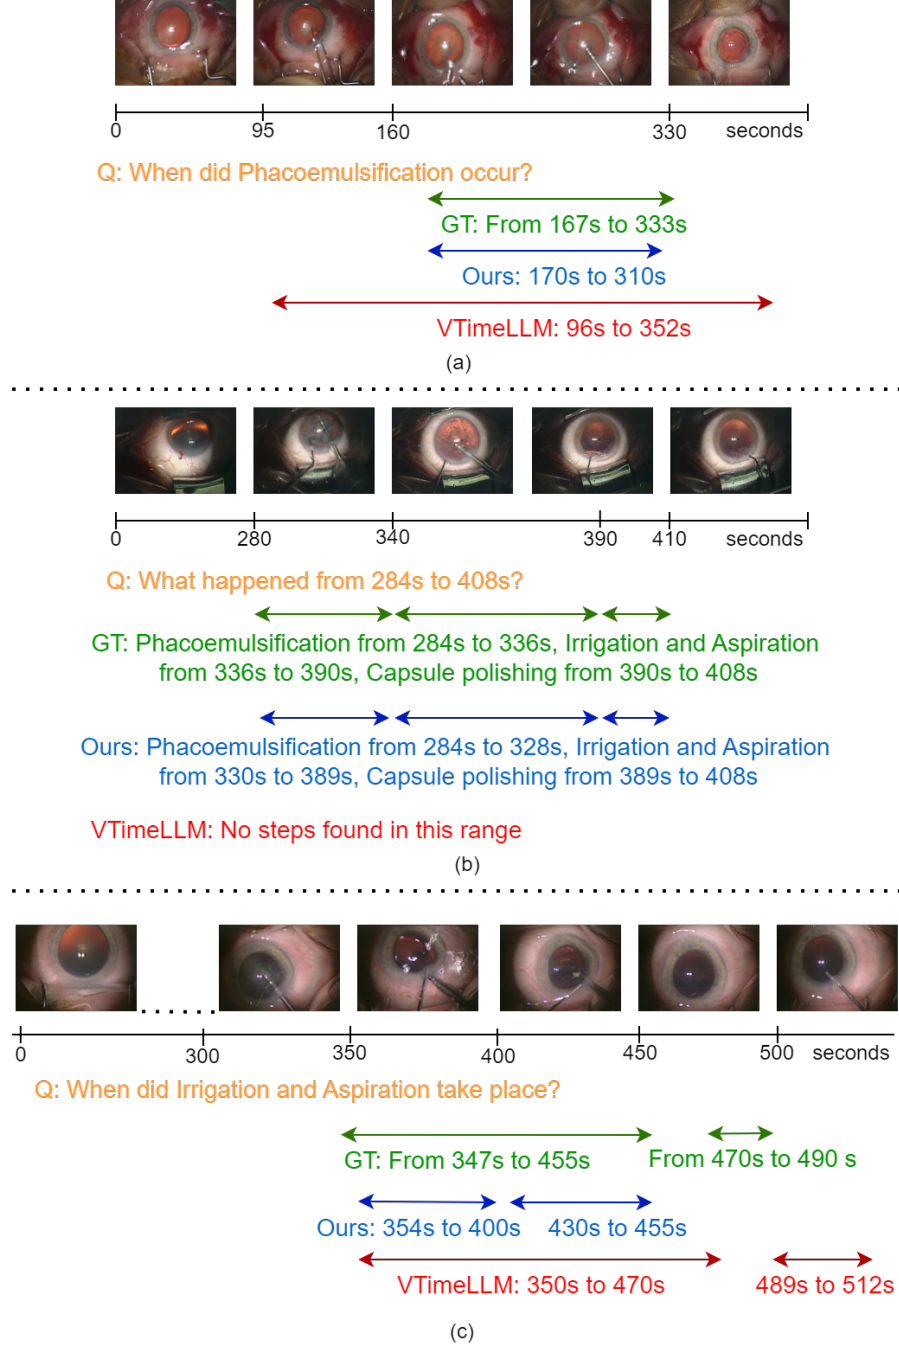 0 95 160 330 seconds
Q: When did Phacoemulsification occur?
GT: From 167s to 333s
Ours: 170s to 310s
VTimeLLM: 96s to 352s
(a)
0 280 340 390 410 seconds
Q: What happened from 284s to 408s?
GT: Phacoemulsification from 284s to 336s, Irrigation and Aspiration
from 336s to 390s, Capsule polishing from 390s to 408s
Ours: Phacoemulsification from 284s to 328s, Irrigation and Aspiration
from 330s to 389s, Capsule polishing from 389s to 408s
VTimeLLM: No steps found in this range
(b)
0 300 350 400 450 500 seconds
Q: When did Irrigation and Aspiration take place?
GT: From 347s to 455s From 470s to 490 s
Ours: 354s to 400s 430s to 455s
VTimeLLM: 350s to 470s 489s to 512s
(c)